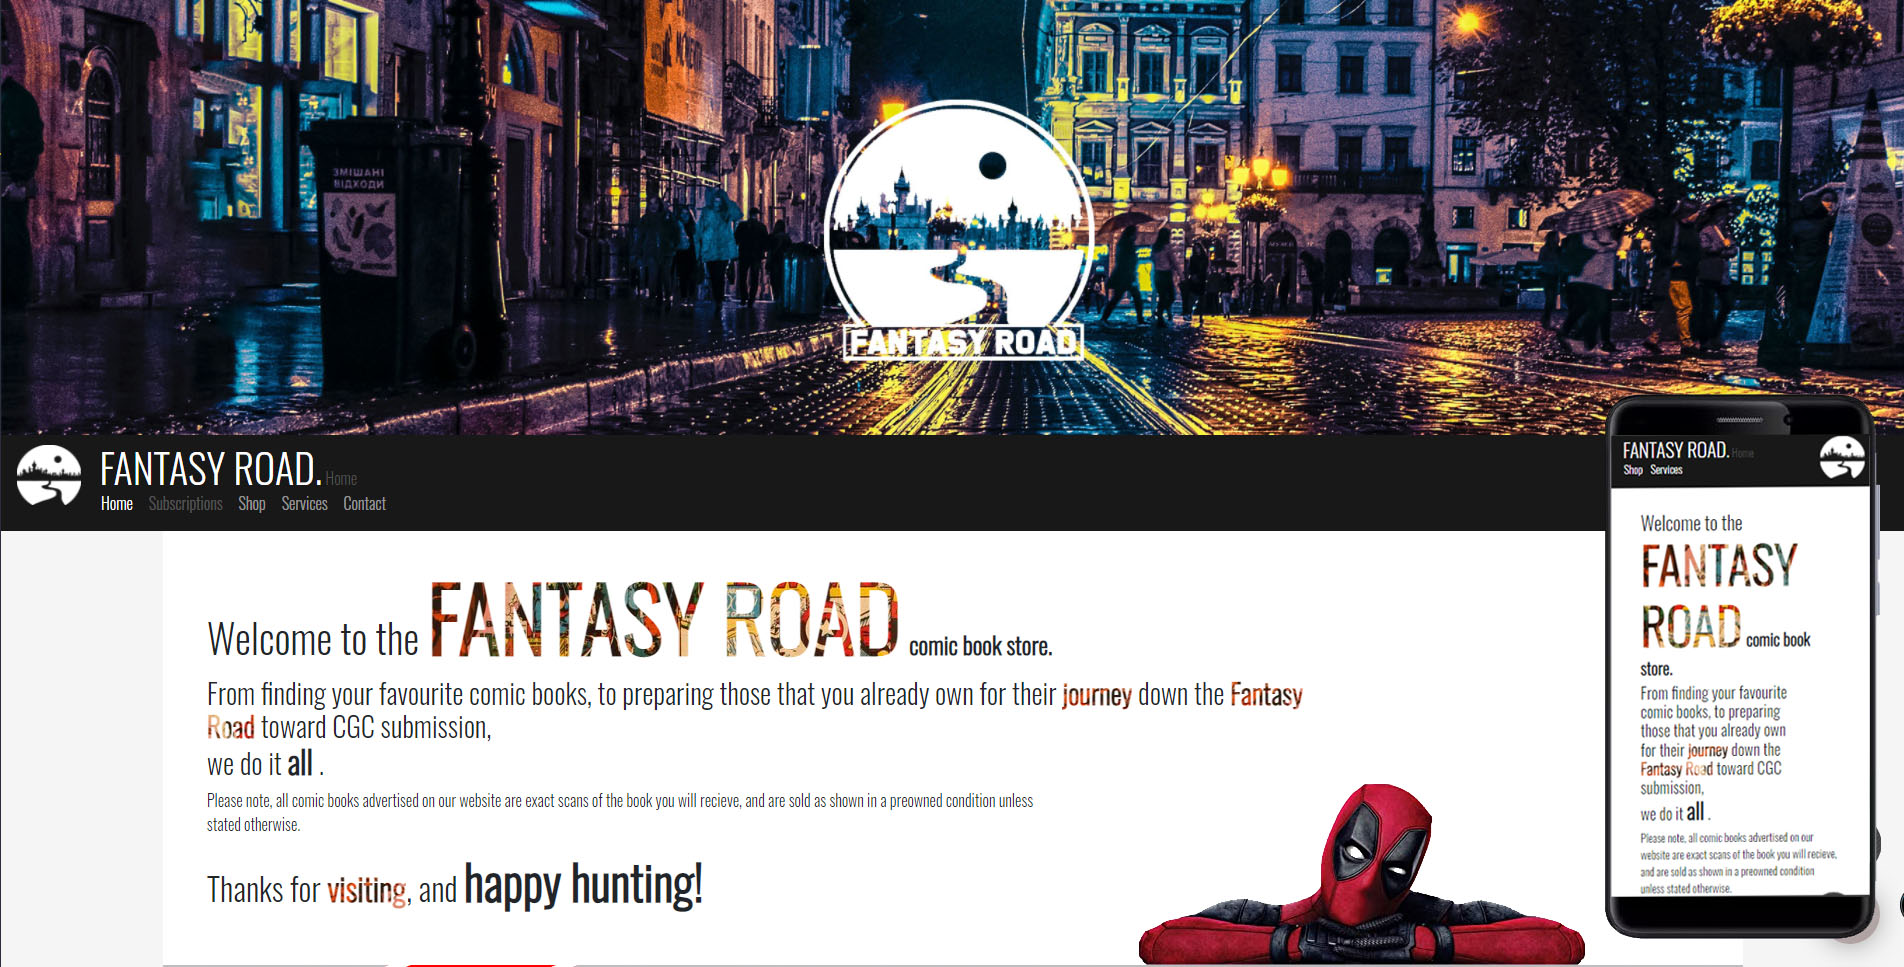 ЗМІШАНІ
ВІДХОДИ
FANTASY ROAD
FANTASY ROAD. Home
Home Subscriptions Shop Services Contact
Welcome to the FANTASY ROAD comic book store.
From finding your favourite comic books, to preparing those that you already own for their journey down the Fantasy
Road toward CGC submission,
we do it all .
Please note, all comic books advertised on our website are exact scans of the book you will recieve, and are sold as shown in a preowned condition unless
stated otherwise.
Thanks for visiting, and happy hunting!
FANTASY ROAD. Home
Shop Services
Welcome to the
FANTASY
ROAD comic book
store.
From finding your favourite
comic books, to preparing
those that you already own
for their journey down the
Fantasy Road toward CGC
submission,
we do it all .
Please note, all comic books advertised on our
website are exact scans of the book you will recieve,
and are sold as shown in a preowned condition
unless stated otherwise.